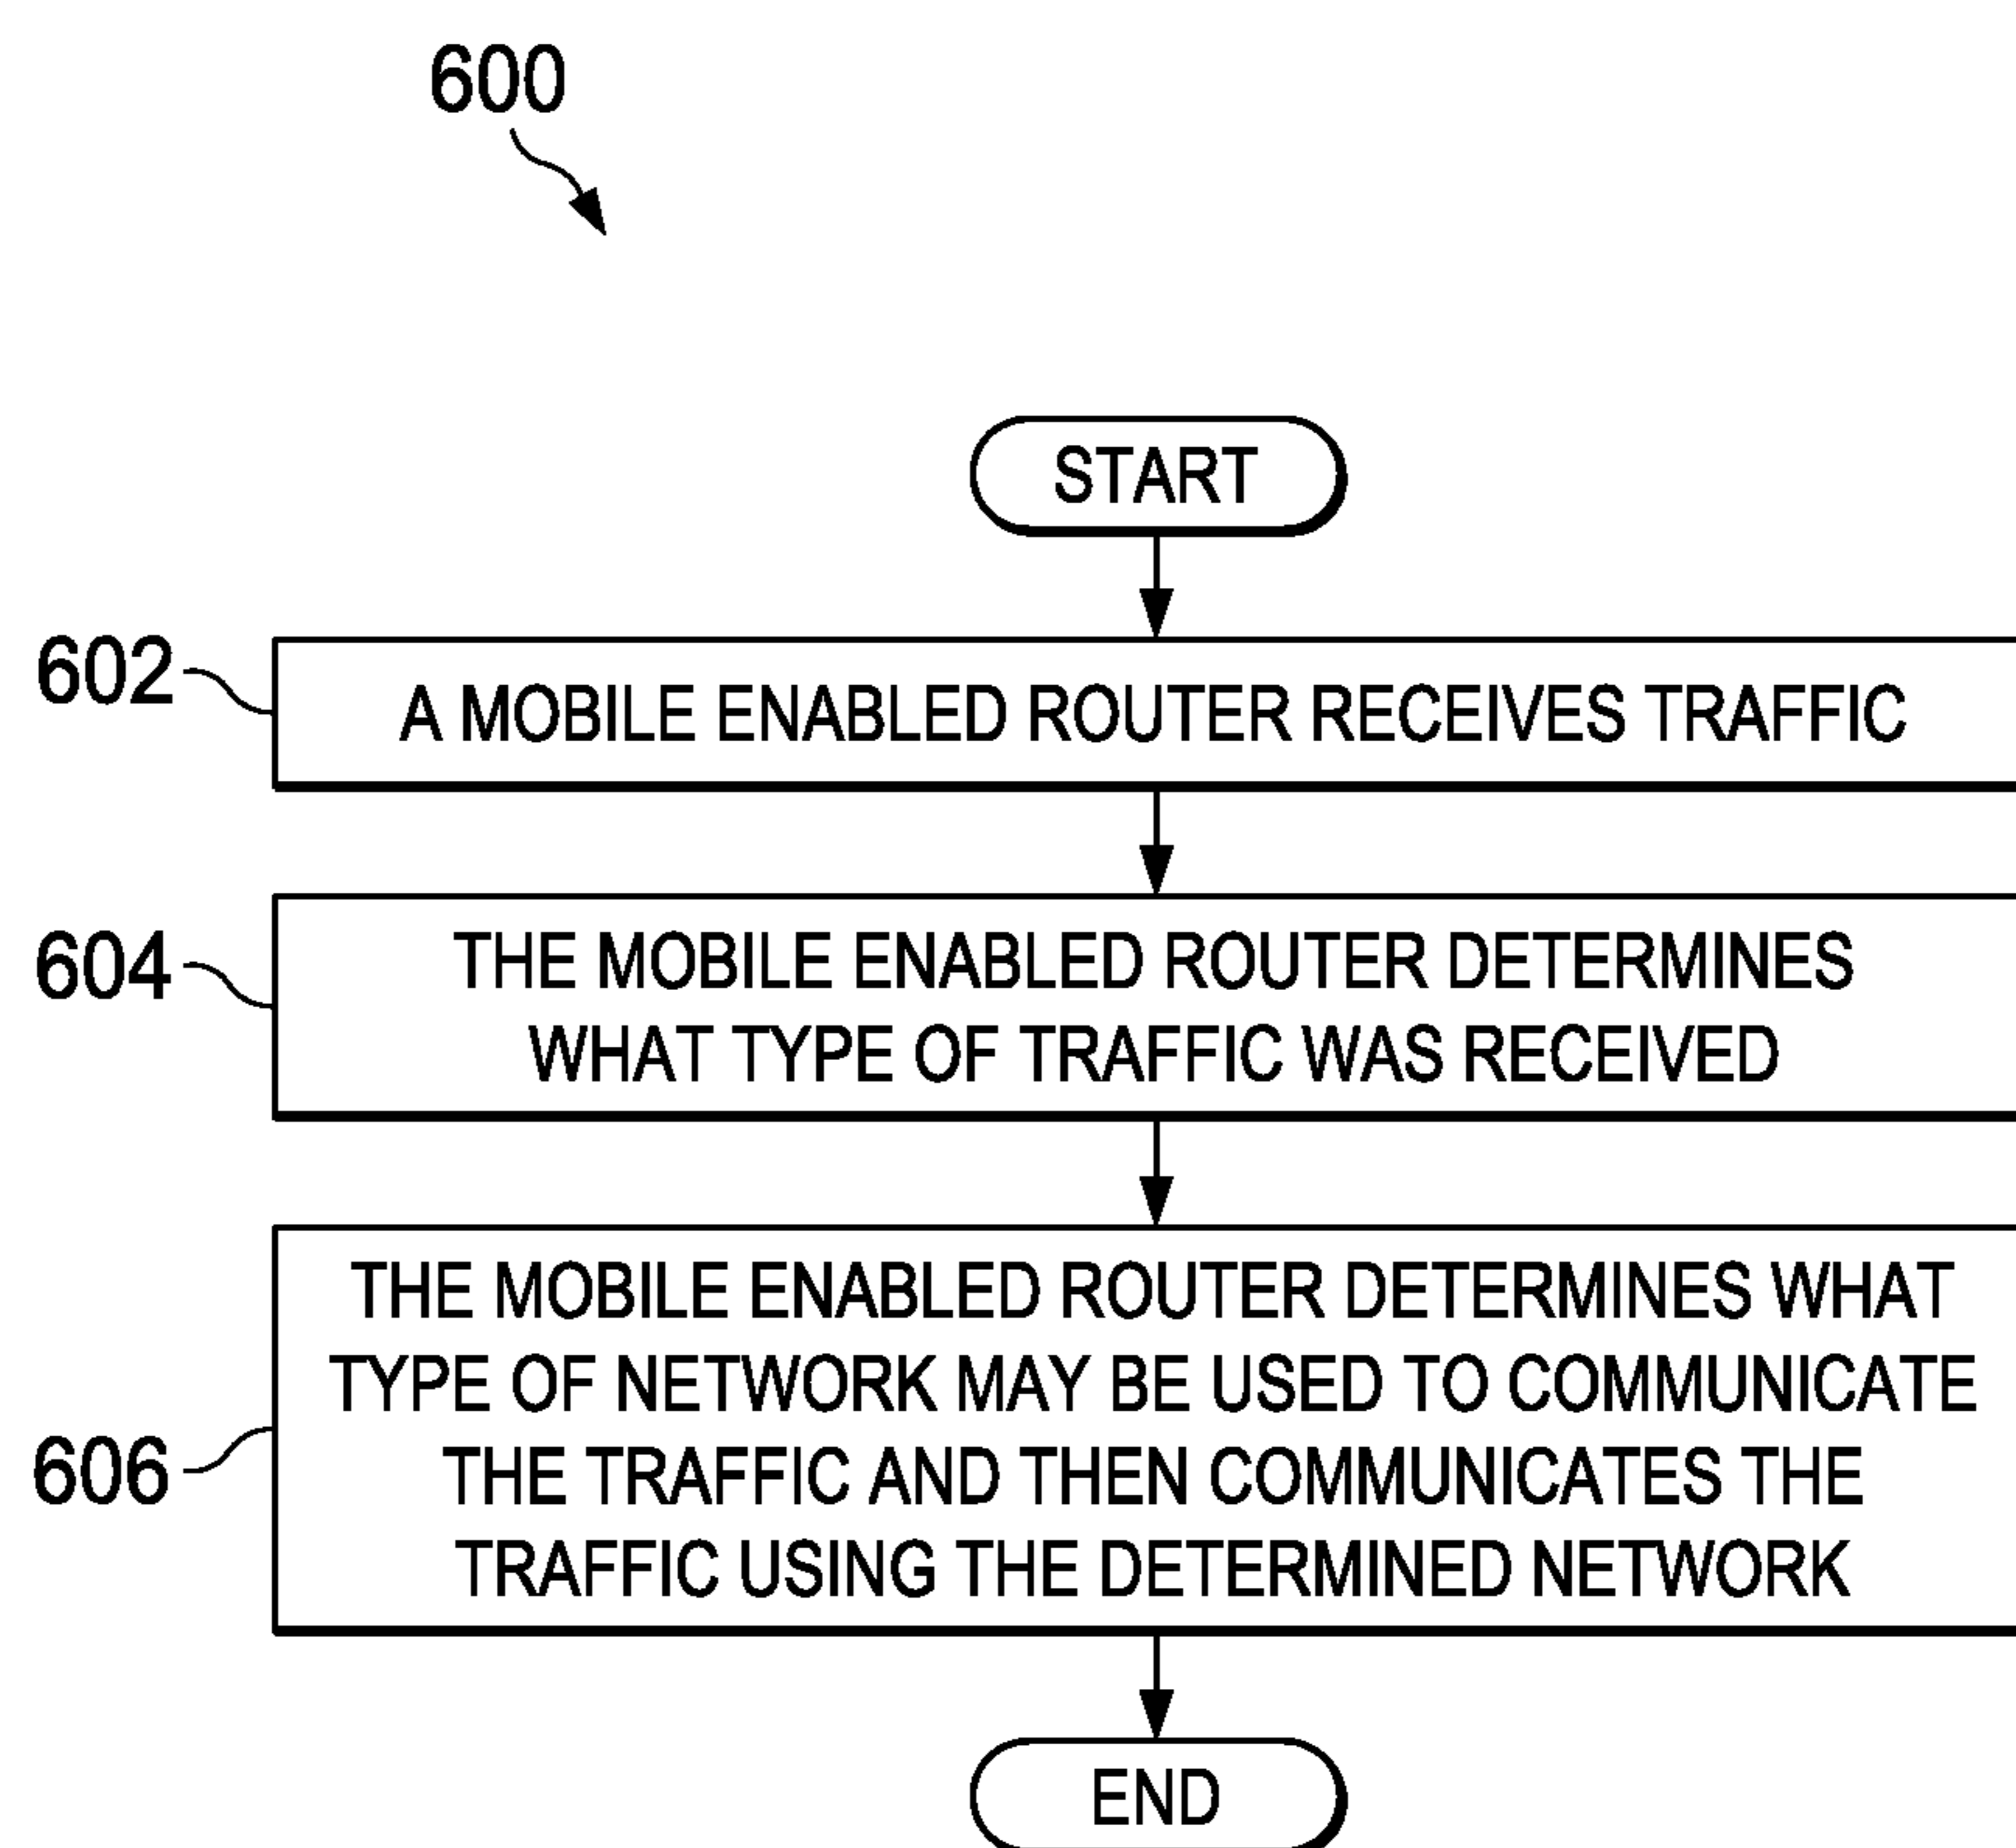 600
START
602
A MOBILE ENABLED ROUTER RECEIVES TRAFFIC
604
THE MOBILE ENABLED ROUTER DETERMINES
WHAT TYPE OF TRAFFIC WAS RECEIVED
THE MOBILE ENABLED ROUTER DETERMINES WHAT
TYPE OF NETWORK MAY BE USED TO COMMUNICATE
606
THE TRAFFIC AND THEN COMMUNICATES THE
TRAFFIC USING THE DETERMINED NETWORK
END